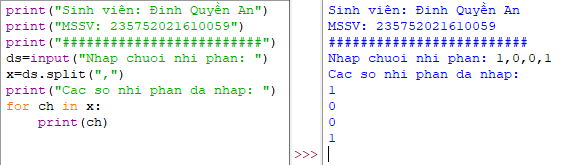 print("Sinh viên: Đinh Quyền An")
print("MSSV: 235752021610059")
print("#########################")
ds=input("Nhap chuoi nhi phan: ")
x=ds.split(",")
print("Cac so nhi phan da nhap: ")
for ch in x:
    print(ch)
Sinh viên: Đinh Quyền An
MSSV: 235752021610059
#########################
Nhap chuoi nhi phan: 1,0,0,1
Cac so nhi phan da nhap:
1
0
0
1
>>>